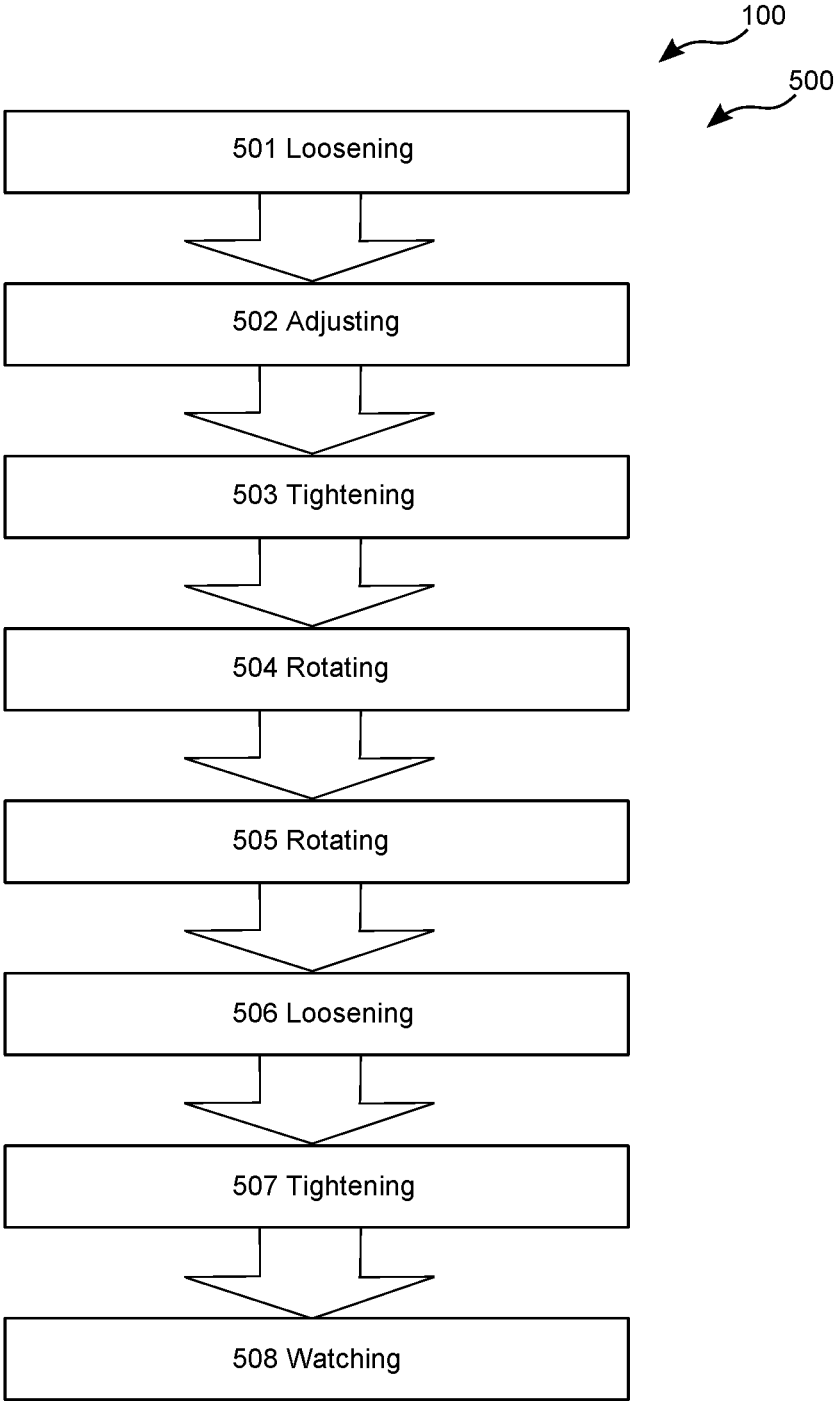 100
500
501 Loosening
502 Adjusting
503 Tightening
504 Rotating
505 Rotating
506 Loosening
507 Tightening
508 Watching